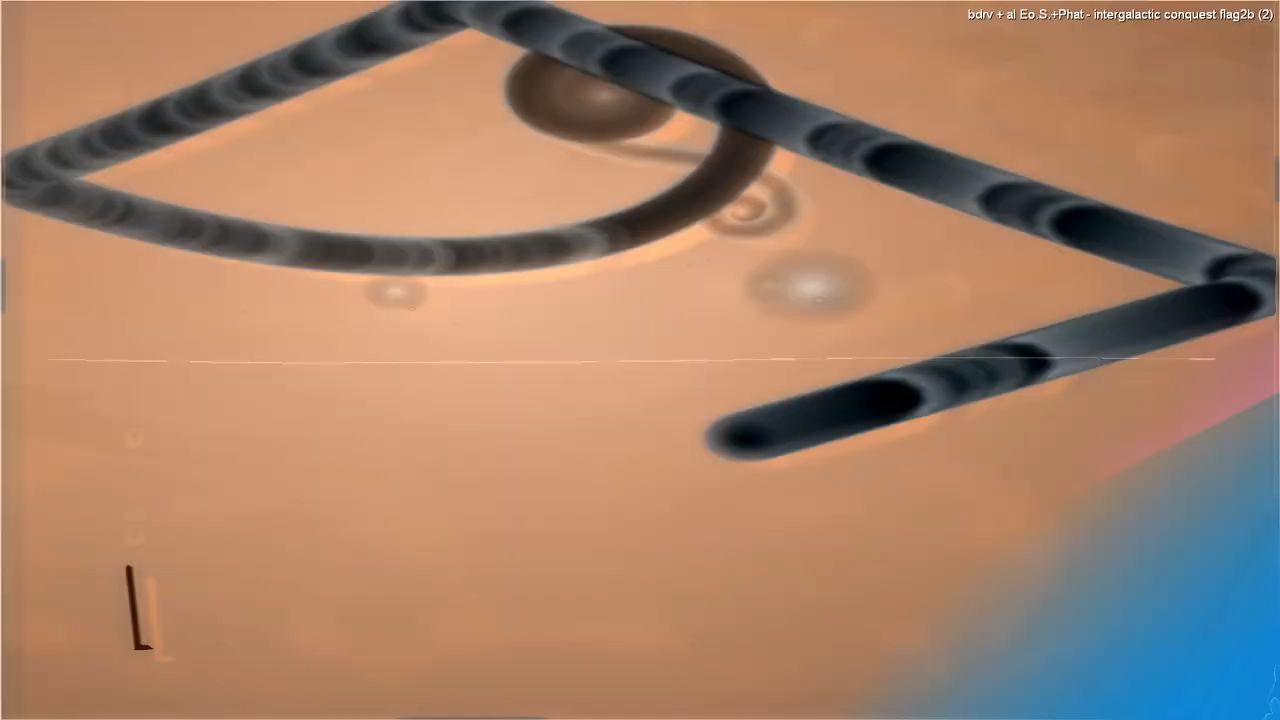 bdrv + al Eo.S.+Phat - intergalactic conquest flag2b (2)